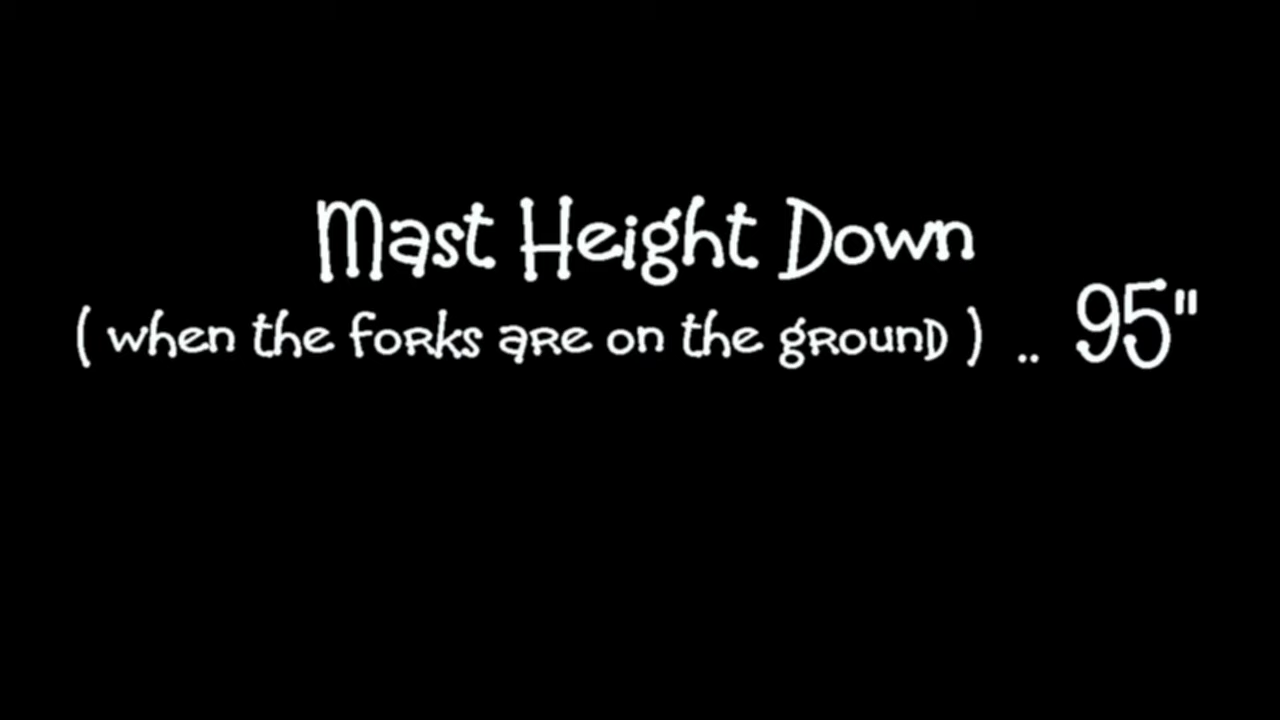 Mast Height Down
( when the forks are on the ground ) .. 95"